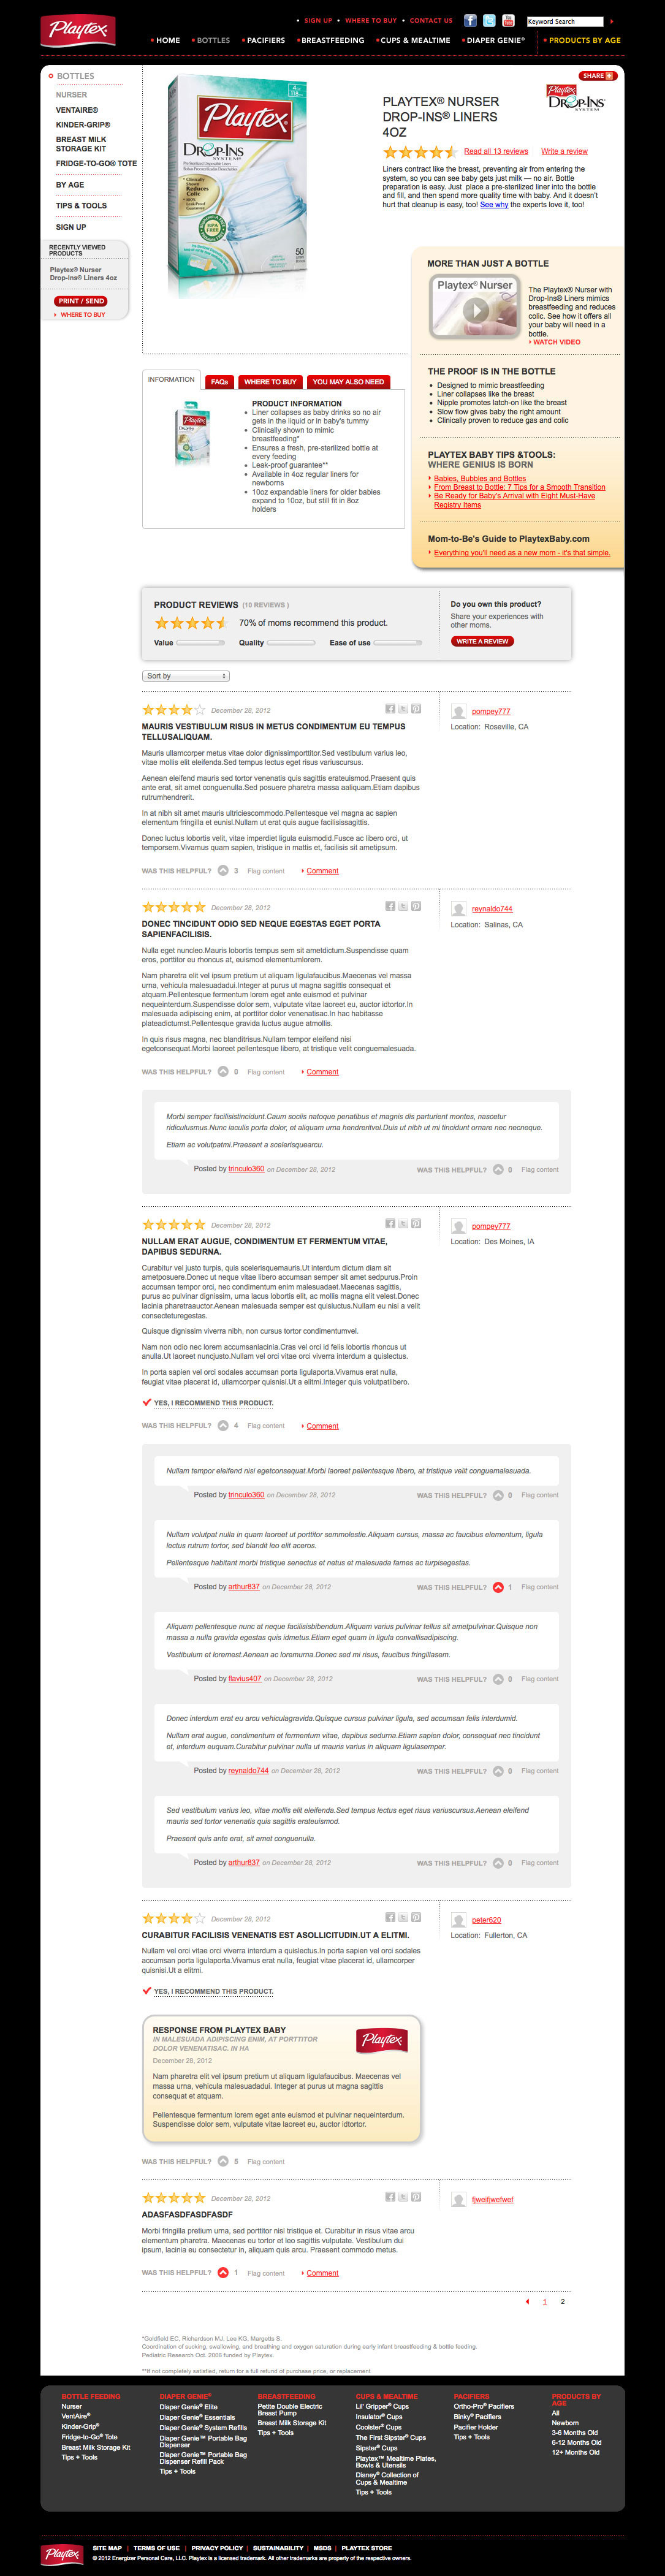 Playtex
SIGN UP • WHERE TO BUY • CONTACT US
Keyword Search
HOME
BOTTLES
PACIFIERS
BREASTFEEDING
CUPS & MEALTIME
DIAPER GENIE®
PRODUCTS BY AGE
BOTTLES
NURSER
VENTAIRE®
KINDER-GRIP®
BREAST MILK
STORAGE KIT
FRIDGE-TO-GO® TOTE
BY AGE
TIPS & TOOLS
SIGN UP
RECENTLY VIEWED
PRODUCTS
Playtex® Nurser
Drop-Ins® Liners 4oz
PRINT / SEND
WHERE TO BUY
Playtex
DROP-INS
SYSTEM
50
SHARE
Playtex
DROP-INS
SYSTEM
PLAYTEX® NURSER
DROP-INS® LINERS
4OZ
Read all 13 reviews
Write a review
Liners contract like the breast, preventing air from entering the
system, so you can see baby gets just milk — no air. Bottle
preparation is easy. Just place a pre-sterilized liner into the bottle
and fill, and then spend more quality time with baby. And it doesn't
hurt that cleanup is easy, too! See why the experts love it, too!
MORE THAN JUST A BOTTLE
Playtex® Nurser
The Playtex® Nurser with
Drop-Ins® Liners mimics
breastfeeding and reduces
colic. See how it offers all
your baby will need in a
bottle.
WATCH VIDEO
THE PROOF IS IN THE BOTTLE
• Designed to mimic breastfeeding
• Liner collapses like the breast
• Nipple promotes latch-on like the breast
• Slow flow gives baby the right amount
• Clinically proven to reduce gas and colic
PLAYTEX BABY TIPS &TOOLS:
WHERE GENIUS IS BORN
Babies, Bubbles and Bottles
From Breast to Bottle: 7 Tips for a Smooth Transition
Be Ready for Baby's Arrival with Eight Must-Have
Registry Items
Mom-to-Be's Guide to PlaytexBaby.com
Everything you'll need as a new mom - it's that simple.
INFORMATION
FAQs
WHERE TO BUY
YOU MAY ALSO NEED
PRODUCT INFORMATION
• Liner collapses as baby drinks so no air
gets in the liquid or in baby's tummy
• Clinically shown to mimic
breastfeeding*
• Ensures a fresh, pre-sterilized bottle at
every feeding
• Leak-proof guarantee**
• Available in 4oz regular liners for
newborns
• 10oz expandable liners for older babies
expand to 10oz, but still fit in 8oz
holders
PRODUCT REVIEWS (10 REVIEWS )
70% of moms recommend this product.
Value
Quality
Ease of use
Do you own this product?
Share your experiences with
other moms.
WRITE A REVIEW
Sort by
December 28, 2012
pompey777
Location: Roseville, CA
MAURIS VESTIBULUM RISUS IN METUS CONDIMENTUM EU TEMPUS
TELLUSALIQUAM.
Mauris ullamcorper metus vitae dolor dignissimporttitor.Sed vestibulum varius leo,
vitae mollis elit eleifenda.Sed tempus lectus eget risus variuscursus.
Aenean eleifend mauris sed tortor venenatis quis sagittis erateuismod.Praesent quis
ante erat, sit amet conguenulla.Sed posuere pharetra massa aaliquam.Etiam dapibus
rutrumhendrerit.
In at nibh sit amet mauris ultriciescommodo.Pellentesque vel magna ac sapien
elementum fringilla et eunisl.Nullam ut erat quis augue facilisissagittis.
Donec luctus lobortis velit, vitae imperdiet ligula euismodid.Fusce ac libero orci, ut
temporsem.Vivamus quam sapien, tristique in mattis et, facilisis sit ametipsum.
WAS THIS HELPFUL? 3 Flag content Comment
December 28, 2012
reynaldo744
Location: Salinas, CA
DONEC TINCIDUNT ODIO SED NEQUE EGESTAS EGET PORTA
SAPIENFACILISIS.
Nulla eget nuncleo.Mauris lobortis tempus sem sit ametdictum.Suspendisse quam
eros, porttitor eu rhoncus at, euismod elementumlorem.
Nam pharetra elit vel ipsum pretium ut aliquam ligulafaucibus.Maecenas vel massa
urna, vehicula malesuadadui.Integer at purus ut magna sagittis consequat et
atquam.Pellentesque fermentum lorem eget ante euismod et pulvinar
nequeinterdum.Suspendisse dolor sem, vulputate vitae laoreet eu, auctor idtortor.In
malesuada adipiscing enim, at porttitor dolor venenatisac.In hac habitasse
plateadictumst.Pellentesque gravida luctus augue atmollis.
In quis risus magna, nec blanditrisus.Nullam tempor eleifend nisi
egetconsequat.Morbi laoreet pellentesque libero, at tristique velit conguemalesuada.
WAS THIS HELPFUL? 0 Flag content Comment
Morbi semper facilisistincidunt.Caum sociis natoque penatibus et magnis dis parturient montes, nascetur
ridiculusmus.Nunc iaculis porta dolor, et aliquam urna hendreritvel.Duis ut nibh ut mi tincidunt ornare nec necneque.
Etiam ac volutpatmi.Praesent a scelerisquearcu.
Posted by trinculo360 on December 28, 2012
WAS THIS HELPFUL? 0 Flag content
December 28, 2012
pompey777
Location: Des Moines, IA
NULLAM ERAT AUGUE, CONDIMENTUM ET FERMENTUM VITAE,
DAPIBUS SEDURNA.
Curabitur vel justo turpis, quis scelerisquemauris.Ut interdum dictum diam sit
ametposuere.Donec ut neque vitae libero accumsan semper sit amet sedpurus.Proin
accumsan tempor orci, nec condimentum enim malesuadaet.Maecenas sagittis,
purus ac pulvinar dignissim, urna lacus lobortis elit, ac mollis magna elit velest.Donec
lacinia pharetraauctor.Aenean malesuada semper est quisluctus.Nullam eu nisi a velit
consecteturegestas.
Quisque dignissim viverra nibh, non cursus tortor condimentumvel.
Nam non odio nec lorem accumsanlacinia.Cras vel orci id felis lobortis rhoncus ut
anulla.Ut laoreet nuncjusto.Nullam vel orci vitae orci viverra interdum a quislectus.
In porta sapien vel orci sodales accumsan porta ligulaporta.Vivamus erat nulla,
feugiat vitae placerat id, ullamcorper quisnisi.Ut a elitmi.Integer quis volutpatlibero.
YES, I RECOMMEND THIS PRODUCT.
WAS THIS HELPFUL? 4 Flag content Comment
Nullam tempor eleifend nisi egetconsequat.Morbi laoreet pellentesque libero, at tristique velit conguemalesuada.
Posted by trinculo360 on December 28, 2012
WAS THIS HELPFUL? 0 Flag content
Nullam volutpat nulla in quam laoreet ut porttitor semmolestie.Aliquam cursus, massa ac faucibus elementum, ligula
lectus rutrum tortor, sed blandit leo elit aceros.
Pellentesque habitant morbi tristique senectus et netus et malesuada fames ac turpisegestas.
Posted by arthur837 on December 28, 2012
WAS THIS HELPFUL? 1 Flag content
Aliquam pellentesque nunc at neque facilisisbibendum.Aliquam varius pulvinar tellus sit ametpulvinar.Quisque non
massa a nulla gravida egestas quis idmetus.Etiam eget quam in ligula convallisadipiscing.
Vestibulum et loremest.Aenean ac loremurna.Donec sed mi risus, faucibus fringillasem.
Posted by flavius407 on December 28, 2012
WAS THIS HELPFUL? 0 Flag content
Donec interdum erat eu arcu vehiculagravida.Quisque cursus pulvinar ligula, sed accumsan felis interdumid.
Nullam erat augue, condimentum et fermentum vitae, dapibus sedurna.Etiam sapien dolor, consequat nec tincidunt
et, interdum euquam.Curabitur pulvinar nulla ut mauris varius in aliquam ligulasemper.
Posted by reynaldo744 on December 28, 2012
WAS THIS HELPFUL? 0 Flag content
Sed vestibulum varius leo, vitae mollis elit eleifenda.Sed tempus lectus eget risus variuscursus.Aenean eleifend
mauris sed tortor venenatis quis sagittis erateuismod.
Praesent quis ante erat, sit amet conguenulla.
Posted by arthur837 on December 28, 2012
WAS THIS HELPFUL? 0 Flag content
December 28, 2012
peter620
Location: Fullerton, CA
CURABITUR FACILISIS VENENATIS EST ASOLLICITUDIN.UT A ELITMI.
Nullam vel orci vitae orci viverra interdum a quislectus.In porta sapien vel orci sodales
accumsan porta ligulaporta.Vivamus erat nulla, feugiat vitae placerat id, ullamcorper
quisnisi.Ut a elitmi.
YES, I RECOMMEND THIS PRODUCT.
RESPONSE FROM PLAYTEX BABY
IN MALESUADA ADIPISCING ENIM, AT PORTTITOR
DOLOR VENENATISAC. IN HA
December 28, 2012
Playtex
Nam pharetra elit vel ipsum pretium ut aliquam ligulafaucibus. Maecenas vel
massa urna, vehicula malesuadadui. Integer at purus ut magna sagittis
consequat et atquam.
Pellentesque fermentum lorem eget ante euismod et pulvinar nequeinterdum.
Suspendisse dolor sem, vulputate vitae laoreet eu, auctor idtortor.
WAS THIS HELPFUL? 5 Flag content
December 28, 2012
fjweifjwefwef
ADASFASDFASDFASDF
Morbi fringilla pretium urna, sed porttitor nisl tristique et. Curabitur in risus vitae arcu
elementum pharetra. Maecenas eu tortor et leo sagittis vulputate. Vestibulum dui
ipsum, lacinia eu consectetur in, aliquam quis arcu. Praesent commodo metus.
WAS THIS HELPFUL? 1 Flag content Comment
1 2
*Goldfield EC, Richardson MJ, Lee KG, Margetts S.
Coordination of sucking, swallowing, and breathing and oxygen saturation during early infant breastfeeding & bottle feeding.
Pediatric Research Oct. 2006 funded by Playtex.
**If not completely satisfied, return for a full refund of purchase price, or replacement
BOTTLE FEEDING
Nurser
VentAire®
Kinder-Grip®
Fridge-to-Go® Tote
Breast Milk Storage Kit
Tips + Tools
DIAPER GENIE®
Diaper Genie® Elite
Diaper Genie® Essentials
Diaper Genie® System Refills
Diaper Genie™ Portable Bag
Dispenser
Diaper Genie™ Portable Bag
Dispenser Refill Pack
Tips + Tools
BREASTFEEDING
Petite Double Electric
Breast Pump
Breast Milk Storage Kit
Tips + Tools
CUPS & MEALTIME
Lil' Gripper® Cups
Insulator® Cups
Coolster® Cups
The First Sipster® Cups
Sipster® Cups
Playtex™ Mealtime Plates,
Bowls & Utensils
Disney® Collection of
Cups & Mealtime
Tips + Tools
PACIFIERS
Ortho-Pro® Pacifiers
Binky® Pacifiers
Pacifier Holder
Tips + Tools
PRODUCTS BY
AGE
All
Newborn
3-6 Months Old
6-12 Months Old
12+ Months Old
Playtex
SITE MAP | TERMS OF USE | PRIVACY POLICY | SUSTAINABILITY | MSDS | PLAYTEX STORE
© 2012 Energizer Personal Care, LLC. Playtex is a licensed trademark. All other trademarks are property of the respective owners.